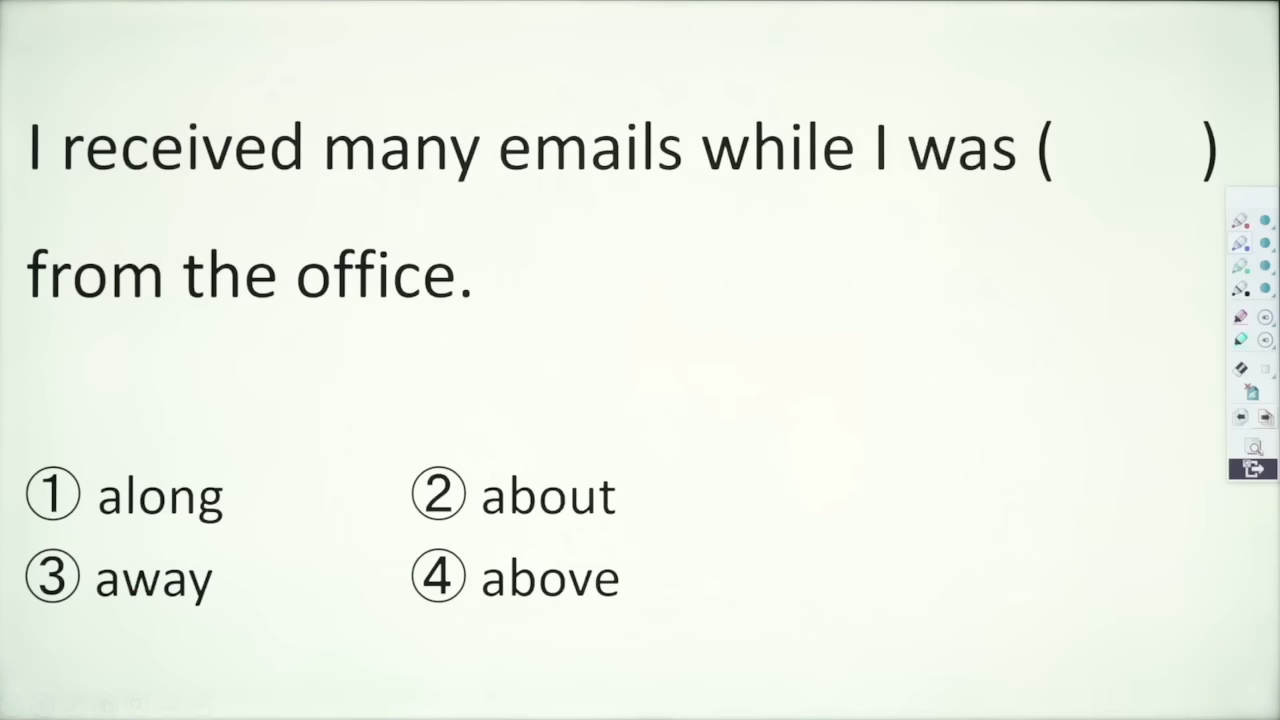 I received many emails while I was (          )
from the office.
① along ② about
③ away ④ above